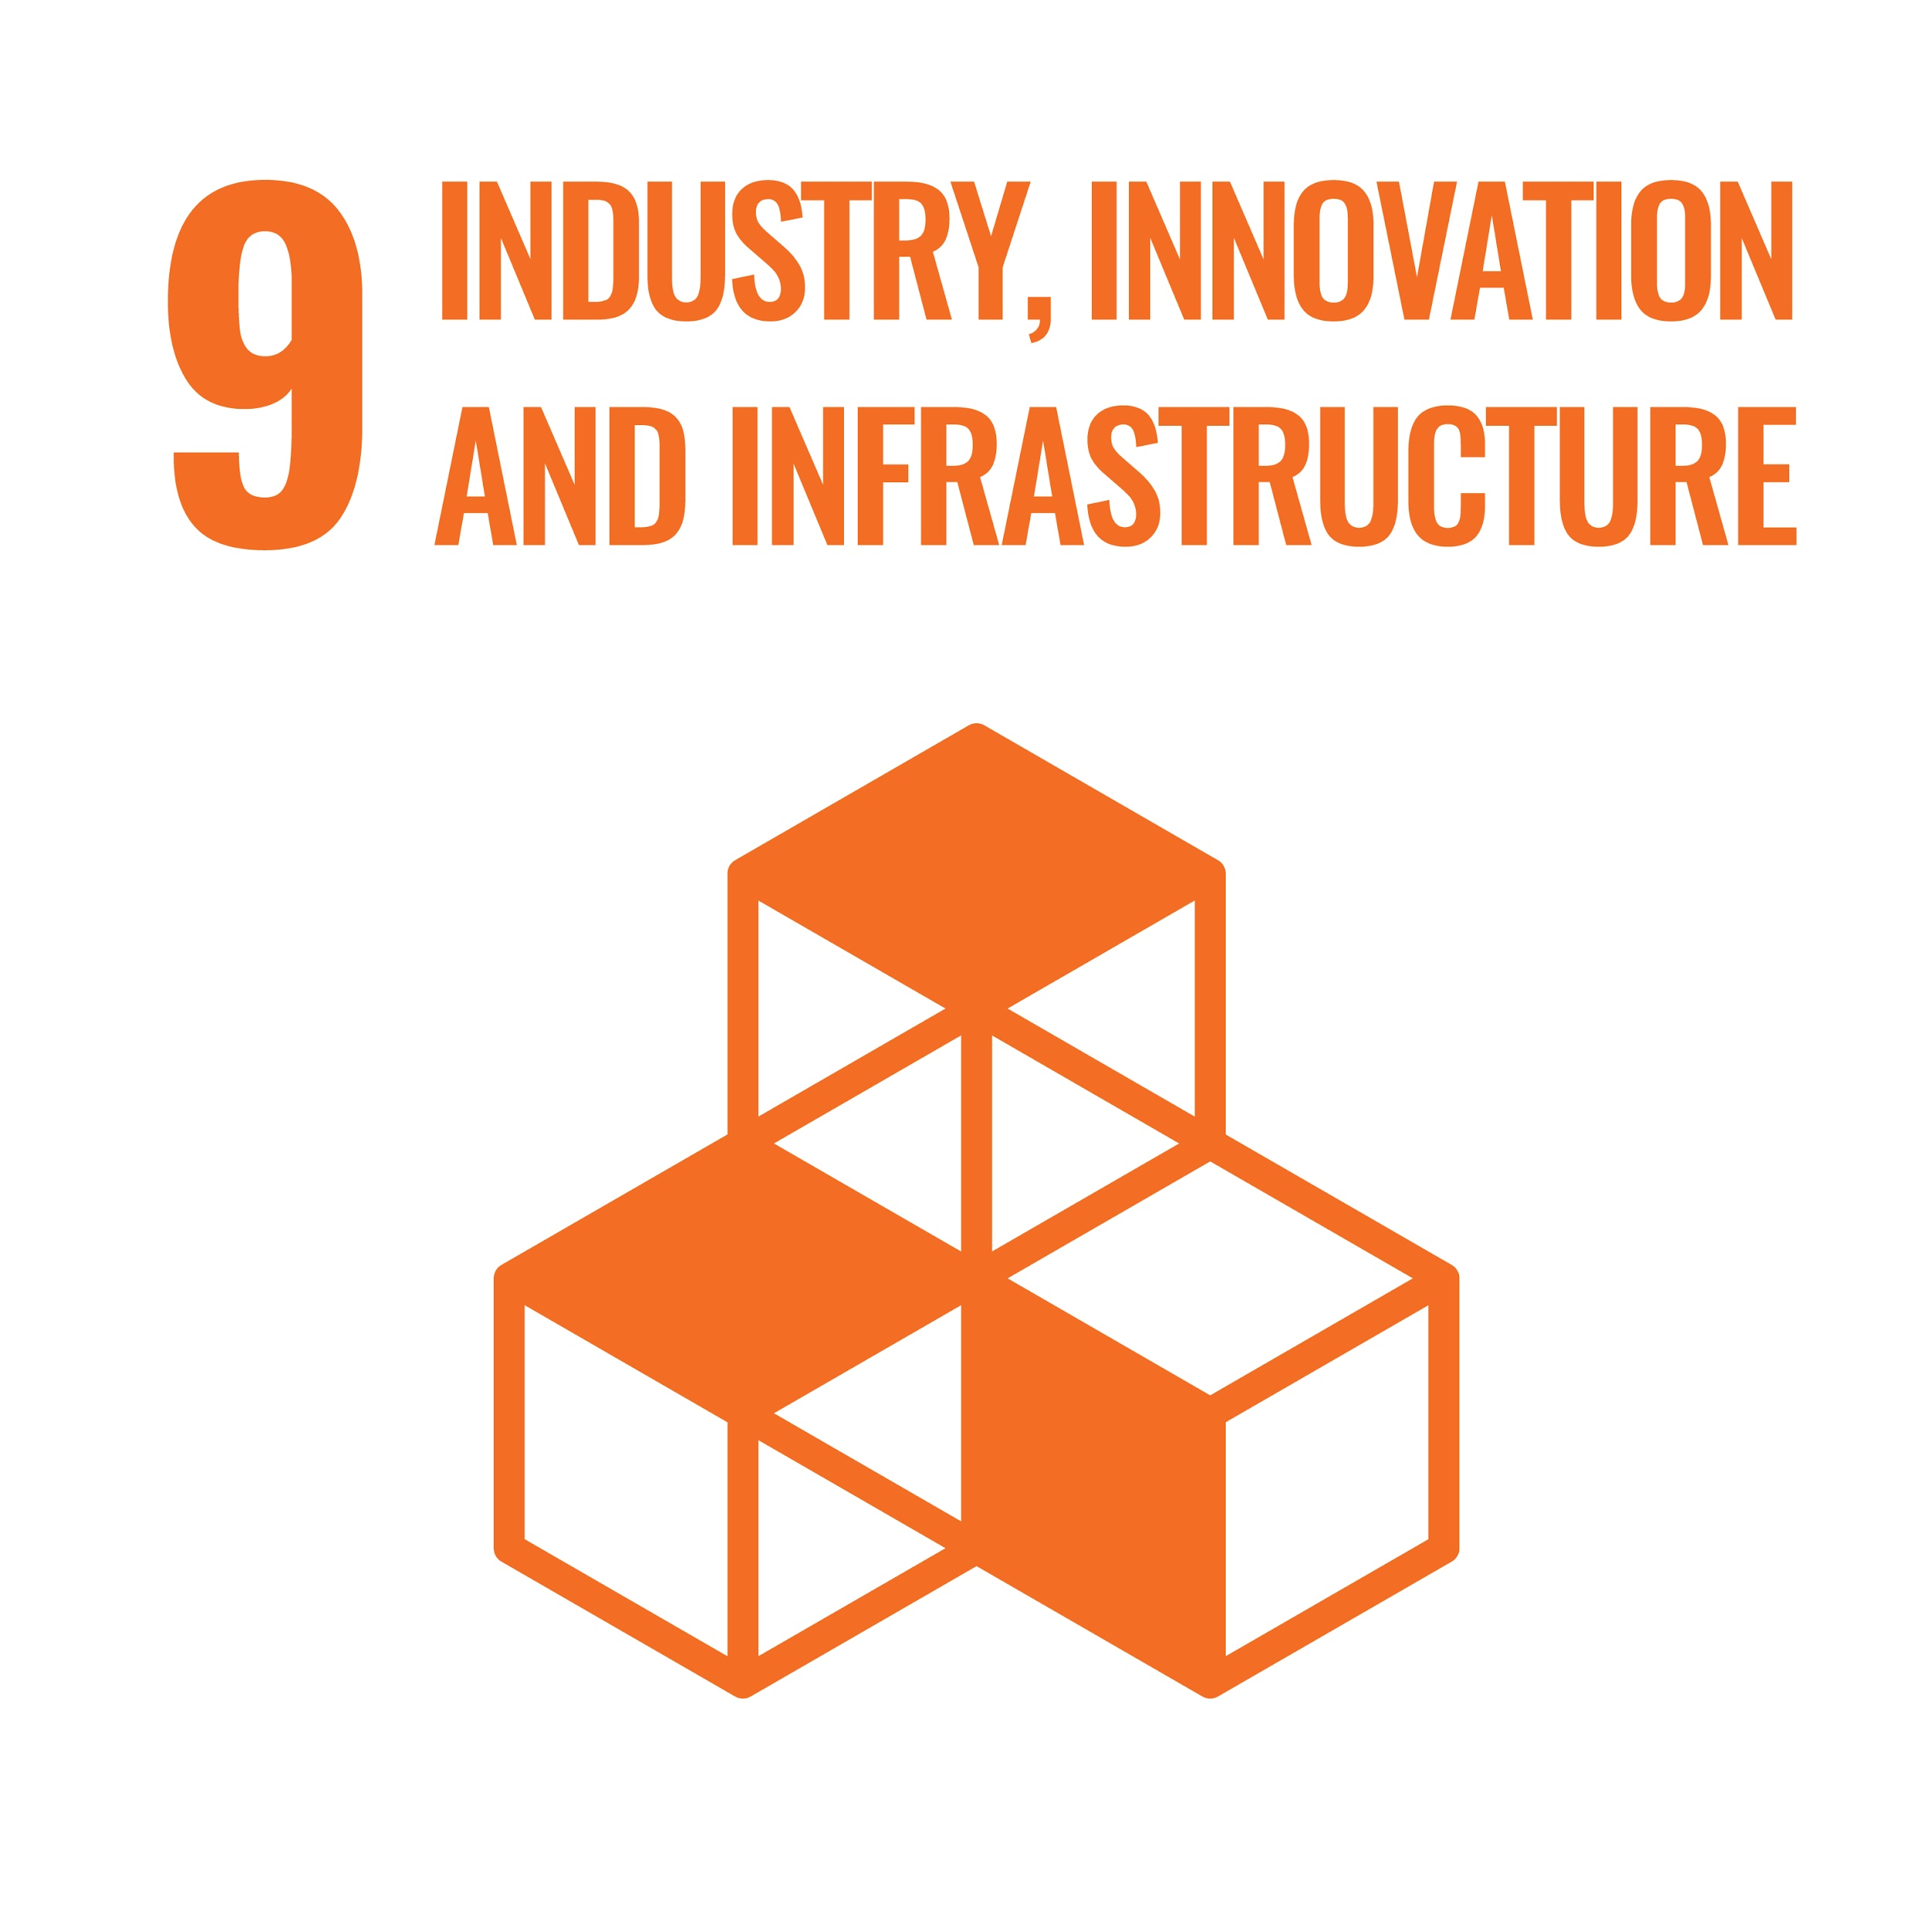 9
INDUSTRY, INNOVATION
AND INFRASTRUCTURE